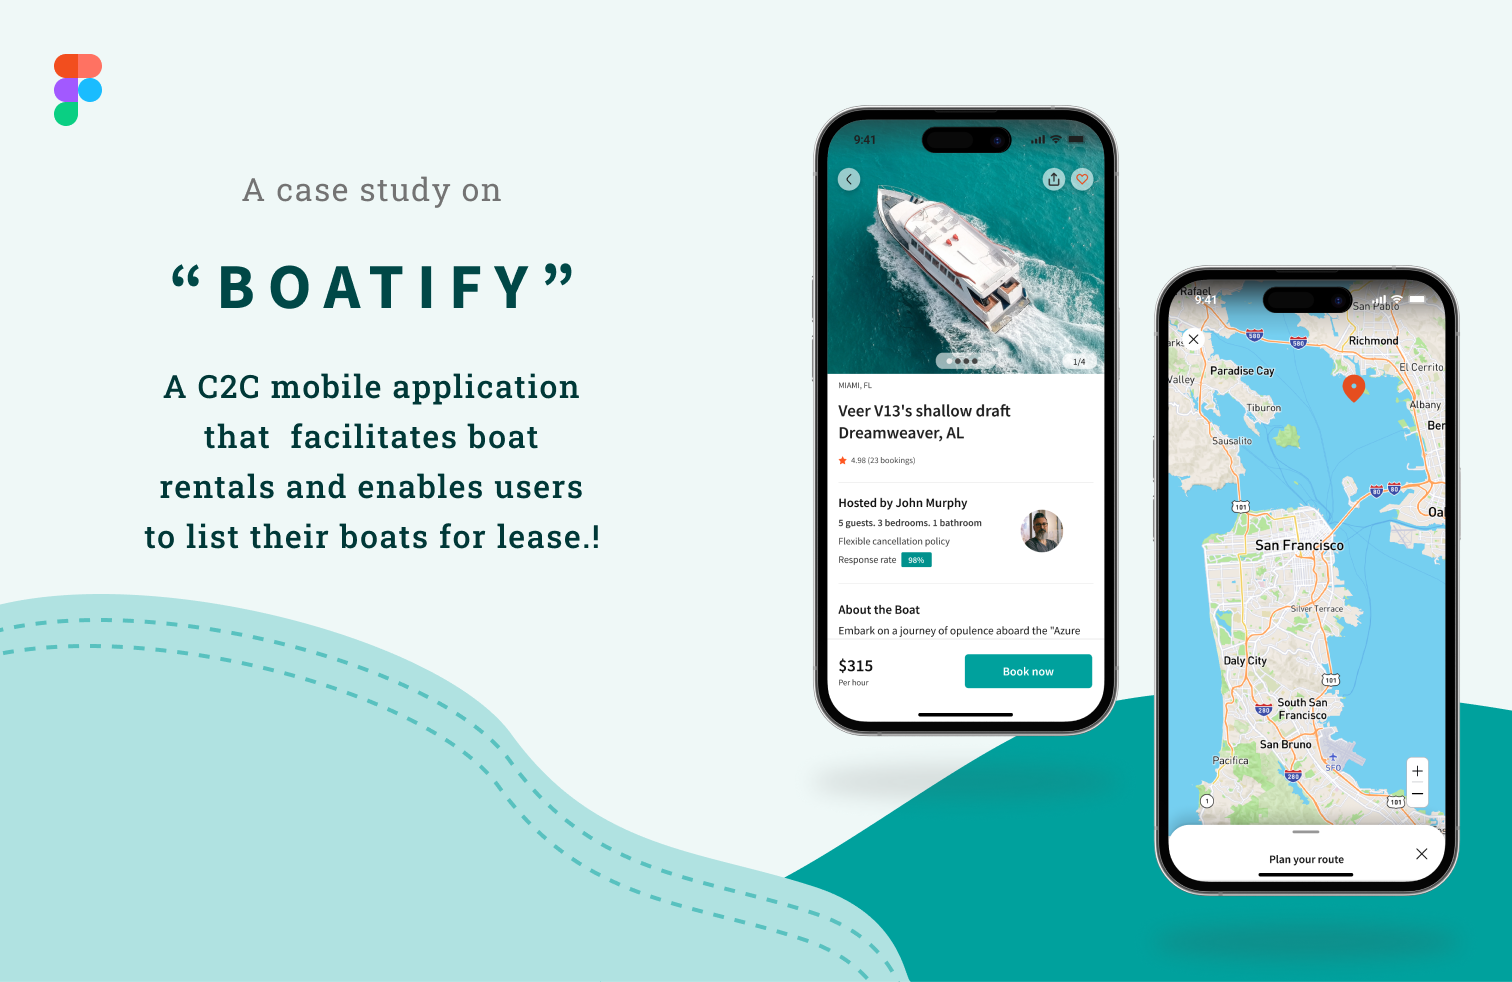 A case study on
“BOATIFY”
A C2C mobile application
that facilitates boat
rentals and enables users
to list their boats for lease.!
9:41
1/4
MIAMI, FL
Veer V13's shallow draft
Dreamweaver, AL
4.98 (23 bookings)
Hosted by John Murphy
5 guests. 3 bedrooms. 1 bathroom
Flexible cancellation policy
Response rate 98%
About the Boat
Embark on a journey of opulence aboard the "Azure
$315
Per hour
Book now
Rafael
9:41
San Pablo
580
580
Richmond
Paradise Cay
El Cerrito
Valley
Tiburon
Albany
Ber
Sausalito
80
80
101
Oal
San Francisco
Silver Terrace
Daly City
101
280
South San
Francisco
San Bruno
Pacifica
SFO
280
1
101
Plan your route